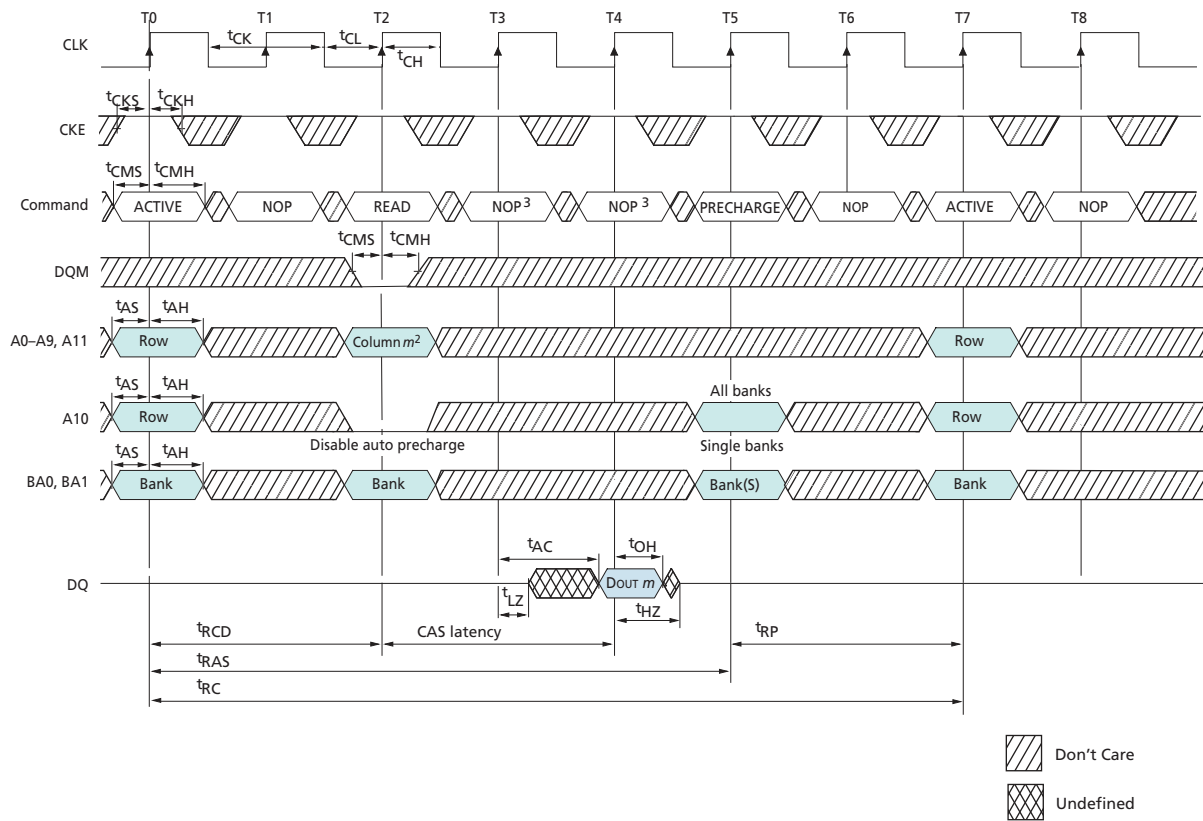 T0 T1 T2 T3 T4 T5 T6 T7 T8
CLK
tCK tCL
tCH
tCKS tCKH
CKE
tCMS tCMH
Command ACTIVE NOP READ NOP3 NOP3 PRECHARGE NOP ACTIVE NOP
tCMS tCMH
DQM
tAS tAH
A0–A9, A11 Row Column m2 Row
tAS tAH All banks
A10 Row Row
Disable auto precharge Single banks
tAS tAH
BA0, BA1 Bank Bank Bank(S) Bank
tAC tOH
DQ DOUT m
tLZ tHZ
tRCD CAS latency tRP
tRAS
tRC
Don't Care
Undefined